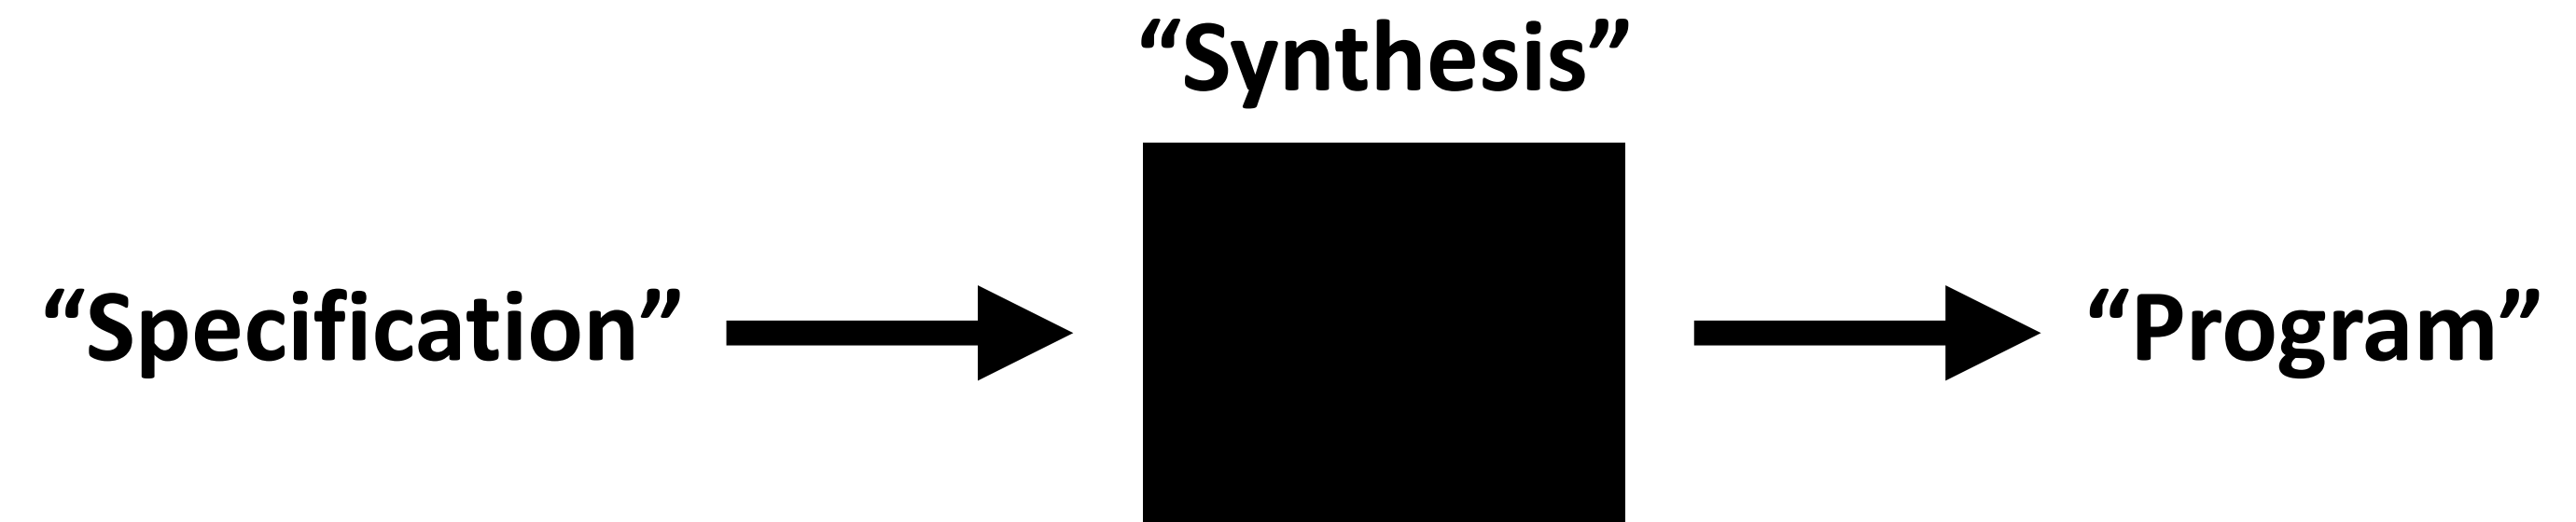 “Synthesis”
“Specification”
“Program”